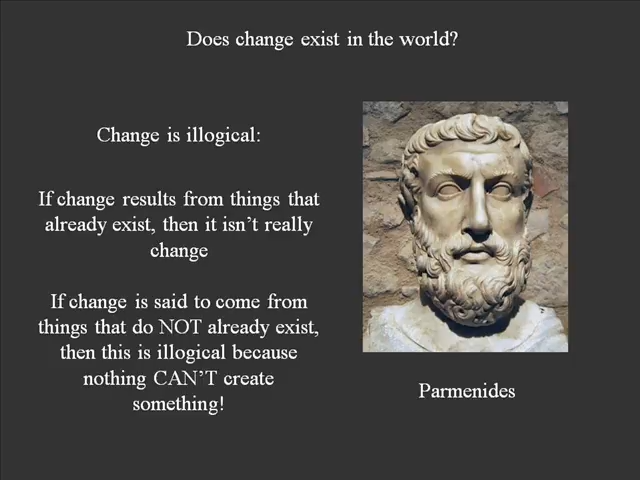 Does change exist in the world?
Change is illogical:
If change results from things that
already exist, then it isn't really
change
If change is said to come from
things that do NOT already exist,
then this is illogical because
nothing CAN'T create
something!
Parmenides